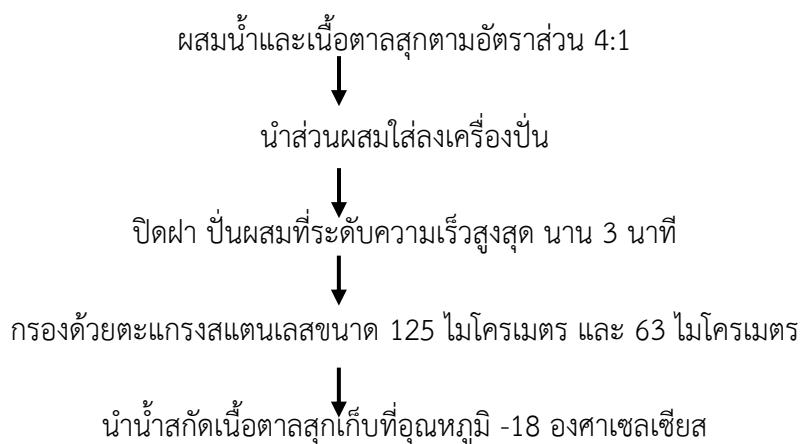 ผสมน้ำและเนื้อตาลสุกตามอัตราส่วน 4:1
นำส่วนผสมใส่ลงเครื่องปั่น
ปิดฝา ปั่นผสมที่ระดับความเร็วสูงสุด นาน 3 นาที
กรองด้วยตะแกรงสแตนเลสขนาด 125 ไมโครเมตร และ 63 ไมโครเมตร
นำน้ำสกัดเนื้อตาลสุกเก็บที่อุณหภูมิ -18 องศาเซลเซียส